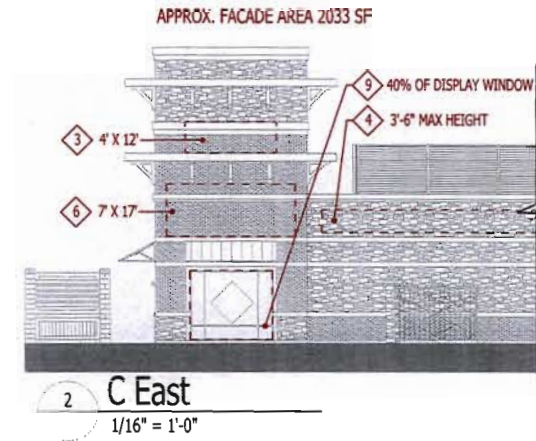 APPROX. FACADE AREA 2033 SF
9 40% OF DISPLAY WINDOW
4 3'-6" MAX HEIGHT
3 4' X 12'
6 7' X 17'
2 C East
1/16" = 1'-0"